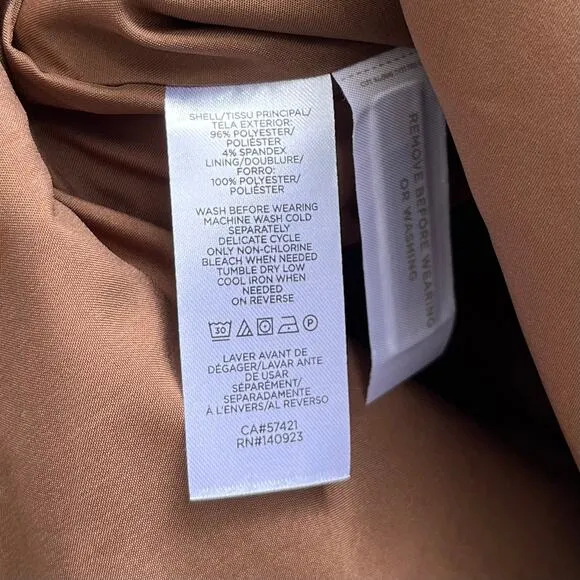 SHELL/TISSU PRINCIPAL/
TELA EXTERIOR:
96% POLYESTER/
POLIÉSTER
4% SPANDEX
LINING/DOUBLURE/
FORRO:
100% POLYESTER/
POLIÉSTER
WASH BEFORE WEARING
MACHINE WASH COLD
SEPARATELY
DELICATE CYCLE
ONLY NON-CHLORINE
BLEACH WHEN NEEDED
TUMBLE DRY LOW
COOL IRON WHEN
NEEDED
ON REVERSE
30 P
LAVER AVANT DE
DÉGAGER/LAVAR ANTE
DE USAR
SÉPARÉMENT/
SEPARADAMENTE
À L'ENVERS/AL REVERSO
CA#57421
RN#140923
REMOVE BEFORE WEARING
OR WASHING